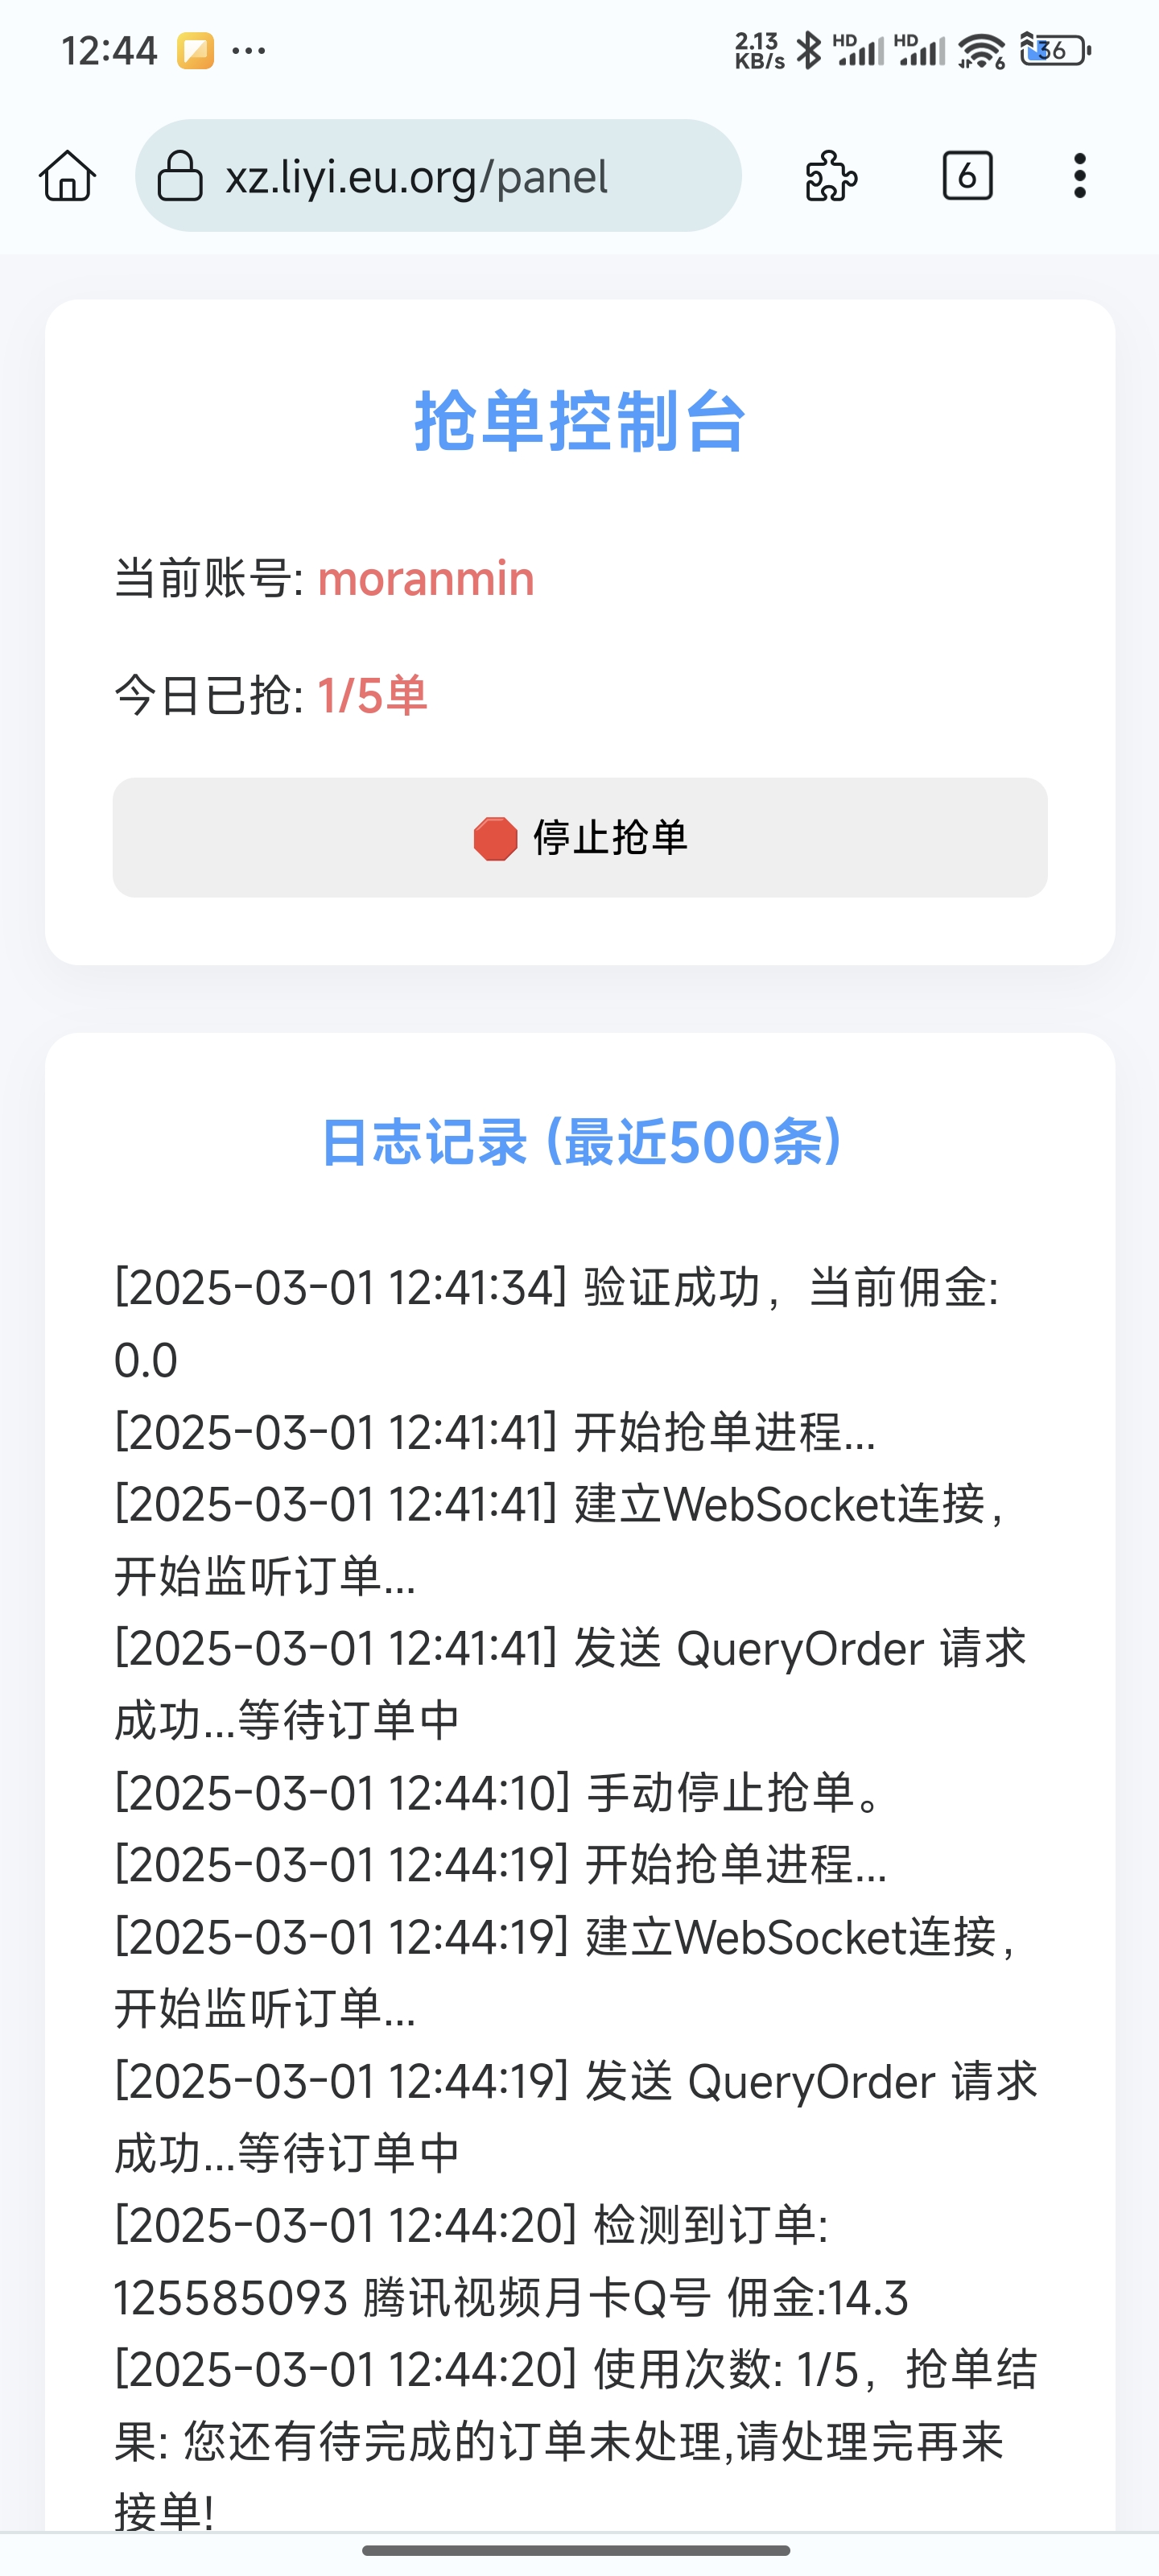 12:44
2.13
KB/s
HD
HD
6
36
xz.liyi.eu.org/panel
6
抢单控制台
当前账号: moranmin
今日已抢: 1/5单
停止抢单
日志记录 (最近500条)
[2025-03-01 12:41:34] 验证成功，当前佣金:
0.0
[2025-03-01 12:41:41] 开始抢单进程...
[2025-03-01 12:41:41] 建立WebSocket连接，
开始监听订单...
[2025-03-01 12:41:41] 发送 QueryOrder 请求
成功...等待订单中
[2025-03-01 12:44:10] 手动停止抢单。
[2025-03-01 12:44:19] 开始抢单进程...
[2025-03-01 12:44:19] 建立WebSocket连接，
开始监听订单...
[2025-03-01 12:44:19] 发送 QueryOrder 请求
成功...等待订单中
[2025-03-01 12:44:20] 检测到订单:
125585093 腾讯视频月卡Q号 佣金:14.3
[2025-03-01 12:44:20] 使用次数: 1/5，抢单结
果: 您还有待完成的订单未处理,请处理完再来
接单!